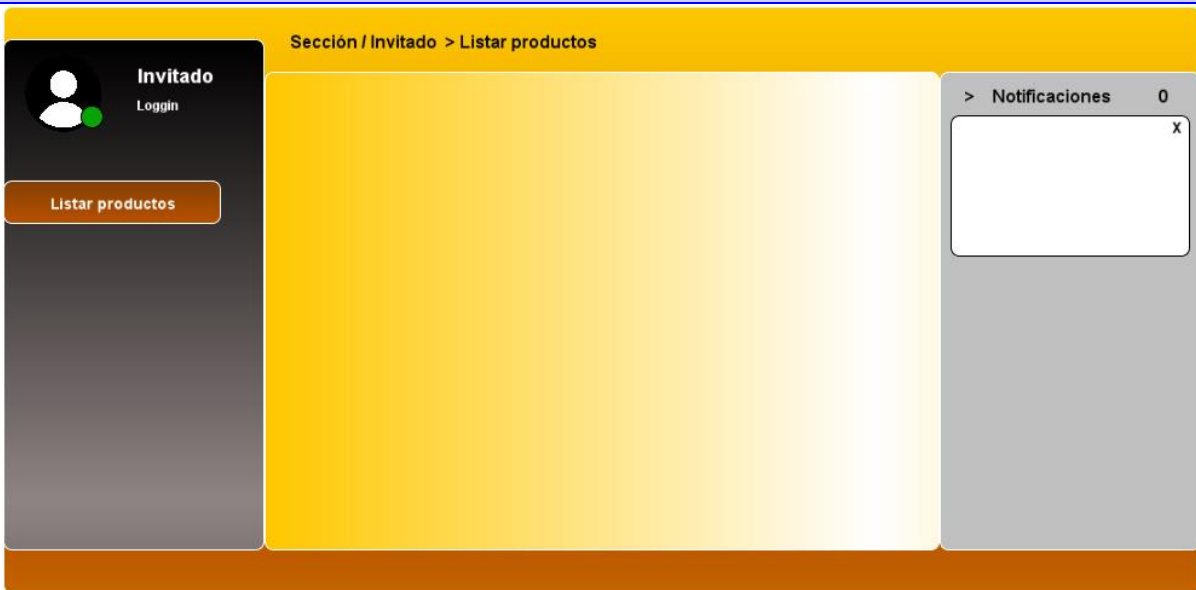 Sección / Invitado > Listar productos
Invitado
Loggin
Listar productos
> Notificaciones 0
X